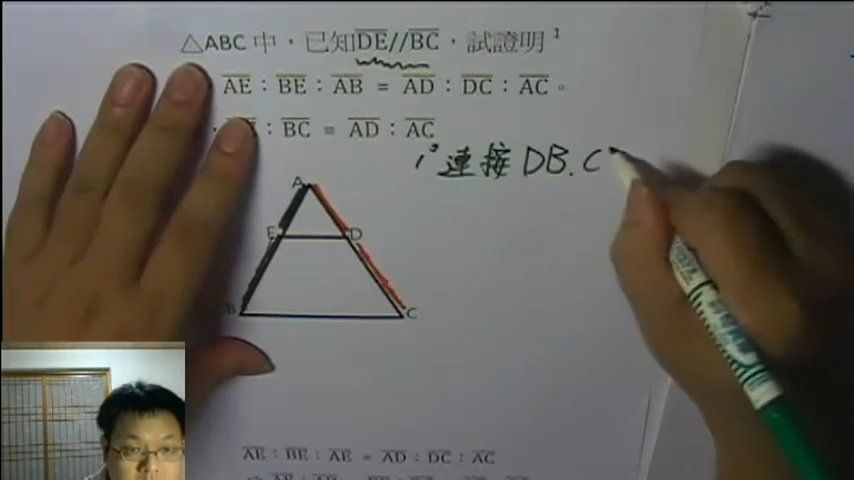 △ABC 中，已知DE//BC，試證明 1
AE：BE：AB = AD：DC：AC。
：BC = AD：AC
1° 連接 DB. C
A
E D
B C
AE：BE：AE = AD：DC：AC